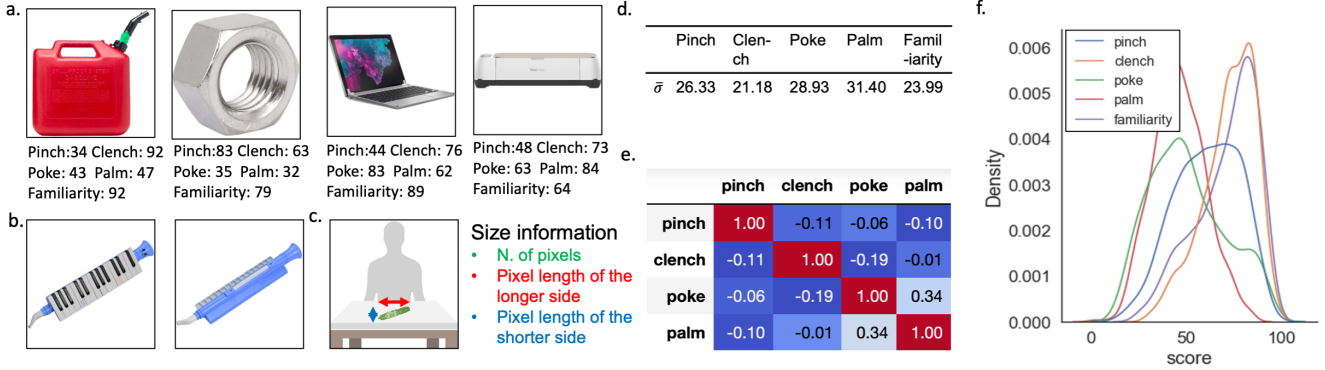 a.
Pinch:34 Clench: 92
Poke: 43 Palm: 47
Familiarity: 92
Pinch:83 Clench: 63
Poke: 35 Palm: 32
Familiarity: 79
Pinch:44 Clench: 76
Poke: 83 Palm: 62
Familiarity: 89
Pinch:48 Clench: 73
Poke: 63 Palm: 84
Familiarity: 64
b.
c.
Size information
• N. of pixels
• Pixel length of the
longer side
• Pixel length of the
shorter side
d.
Pinch Clen- Poke Palm Famil
ch -iarity
σ̅ 26.33 21.18 28.93 31.40 23.99
e.
pinch clench poke palm
pinch 1.00 -0.11 -0.06 -0.10
clench -0.11 1.00 -0.19 -0.01
poke -0.06 -0.19 1.00 0.34
palm -0.10 -0.01 0.34 1.00
f.
pinch
clench
poke
palm
familiarity
Density
0.006
0.005
0.004
0.003
0.002
0.001
0.000
0 50 100
score